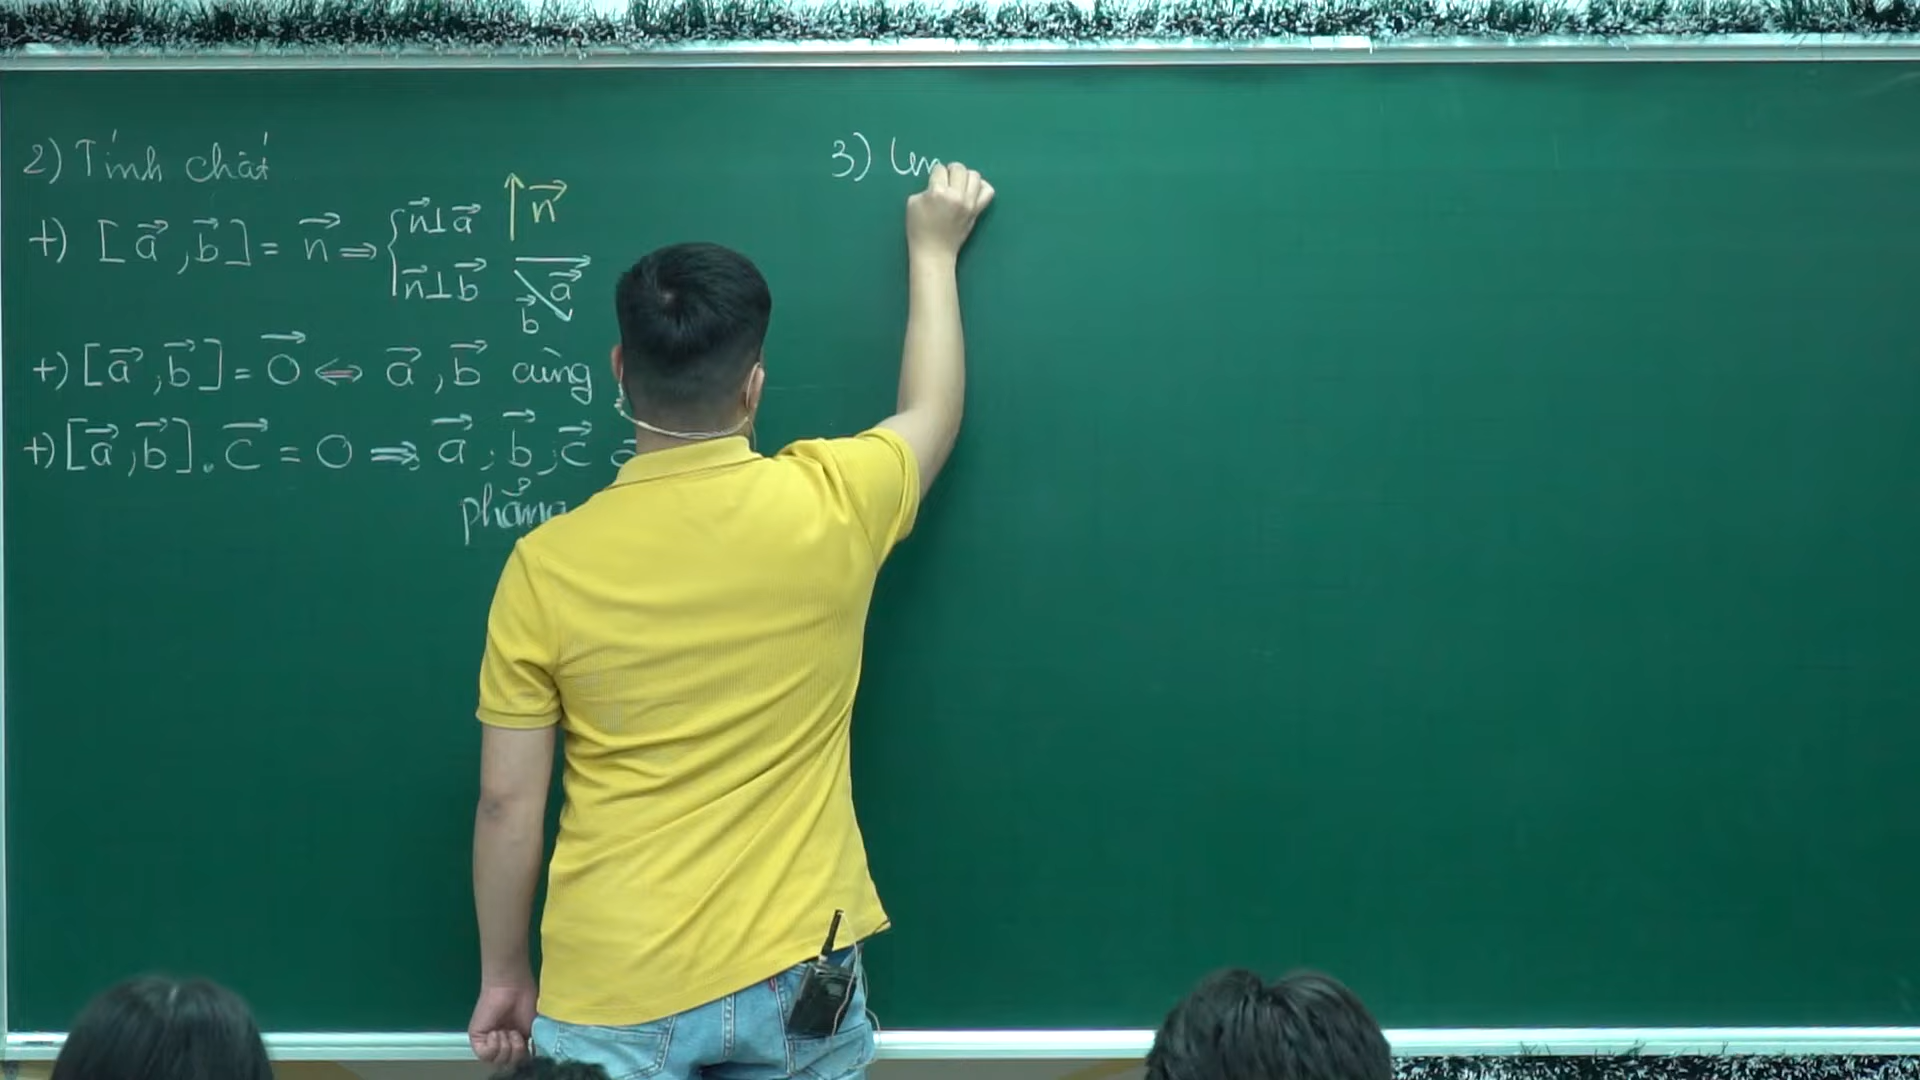 2) Tính chất
+) [a⃗, b⃗] = n⃗ ⇒ { n⃗ ⊥ a⃗
n⃗ ⊥ b⃗
n⃗
a⃗
b⃗
+) [a⃗, b⃗] = 0⃗ ⇔ a⃗, b⃗ cùng
+) [a⃗, b⃗] . c⃗ = 0 ⇒ a⃗, b⃗, c⃗
phẳng
3)